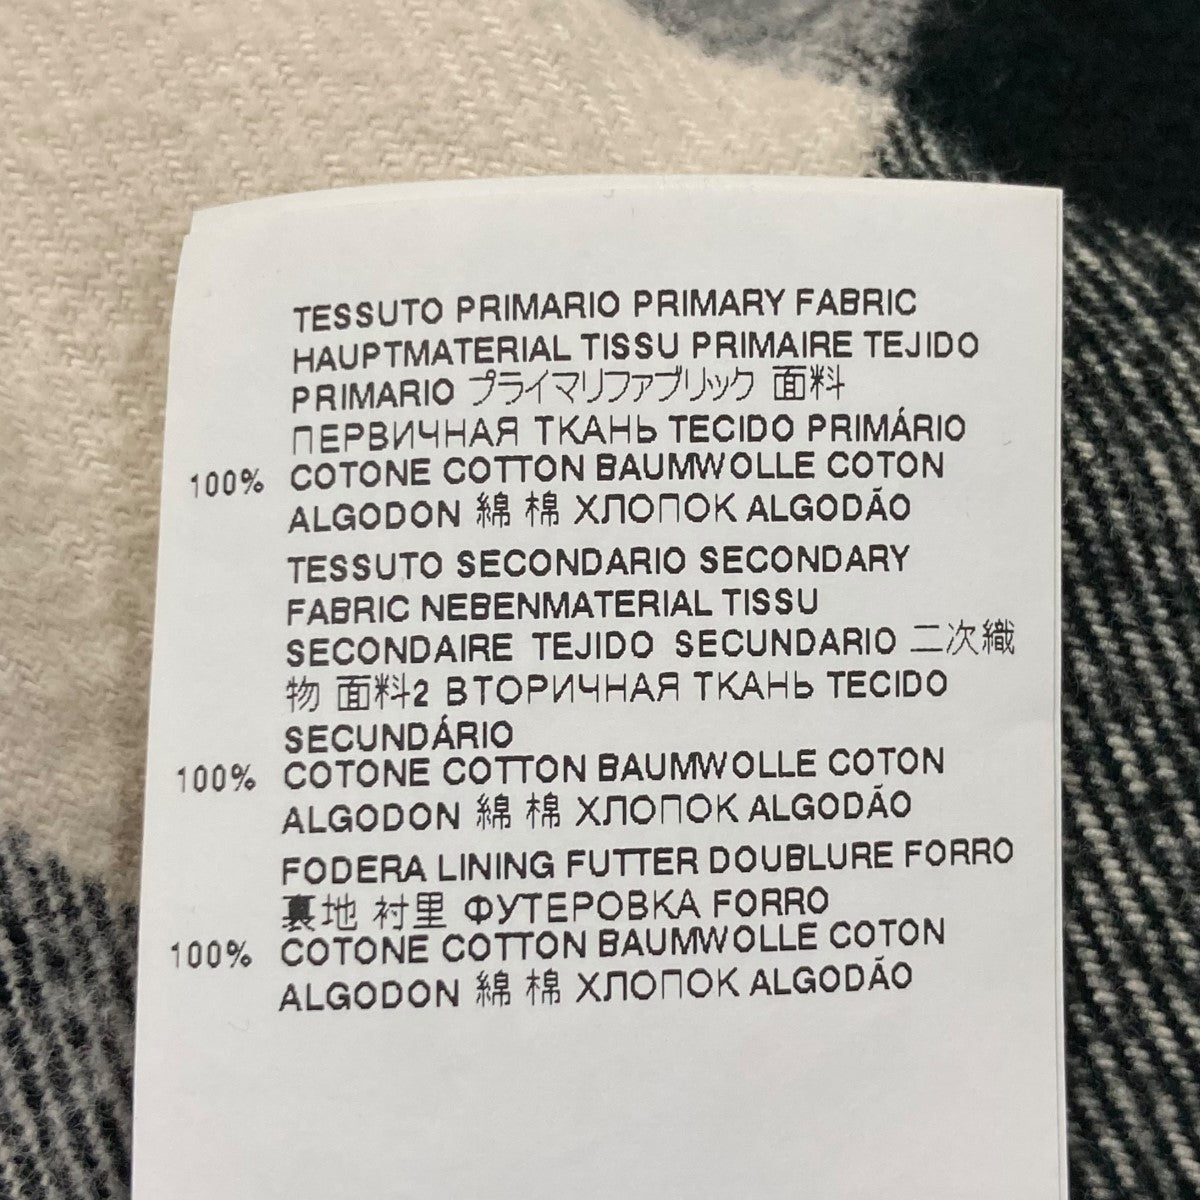 TESSUTO PRIMARIO PRIMARY FABRIC
HAUPTMATERIAL TISSU PRIMAIRE TEJIDO
PRIMARIO プライマリファブリック 面料
ПЕРВИЧНАЯ ТКАНЬ TECIDO PRIMÁRIO
100% COTONE COTTON BAUMWOLLE COTON
ALGODON 綿 棉 ХЛОПОК ALGODÃO
TESSUTO SECONDARIO SECONDARY
FABRIC NEBENMATERIAL TISSU
SECONDAIRE TEJIDO SECUNDARIO 二次織
物 面料2 ВТОРИЧНАЯ ТКАНЬ TECIDO
SECUNDÁRIO
100% COTONE COTTON BAUMWOLLE COTON
ALGODON 綿 棉 ХЛОПОК ALGODÃO
FODERA LINING FUTTER DOUBLURE FORRO
裏地 衬里 ФУТЕРОВКА FORRO
100% COTONE COTTON BAUMWOLLE COTON
ALGODON 綿 棉 ХЛОПОК ALGODÃO